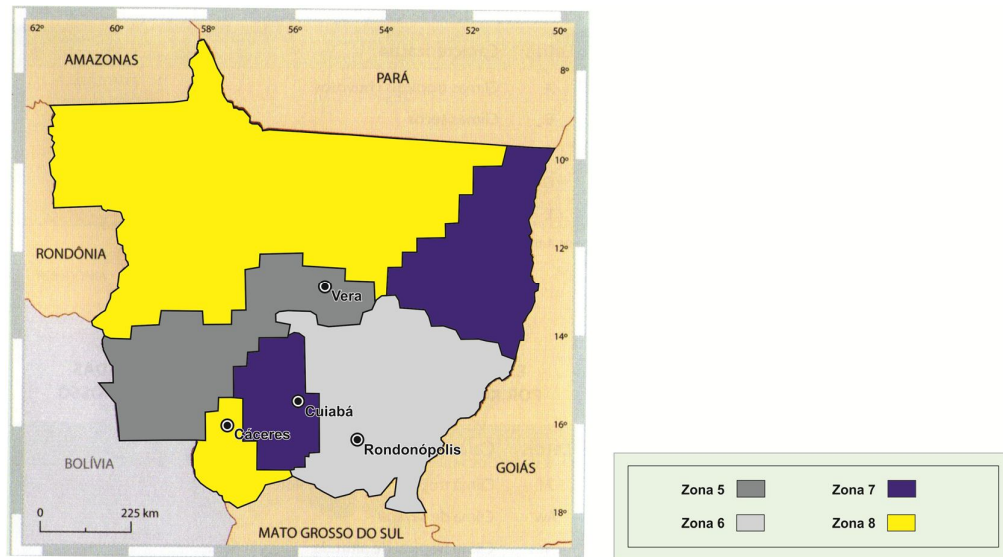 62° 60° 58° 56° 54° 52° 50°
AMAZONAS
PARÁ
8°
10°
RONDÔNIA
12°
Vera
14°
Cuiabá
Cáceres
16°
Rondonópolis
BOLÍVIA
GOIÁS
0 225 km
18°
MATO GROSSO DO SUL
Zona 5 Zona 7
Zona 6 Zona 8